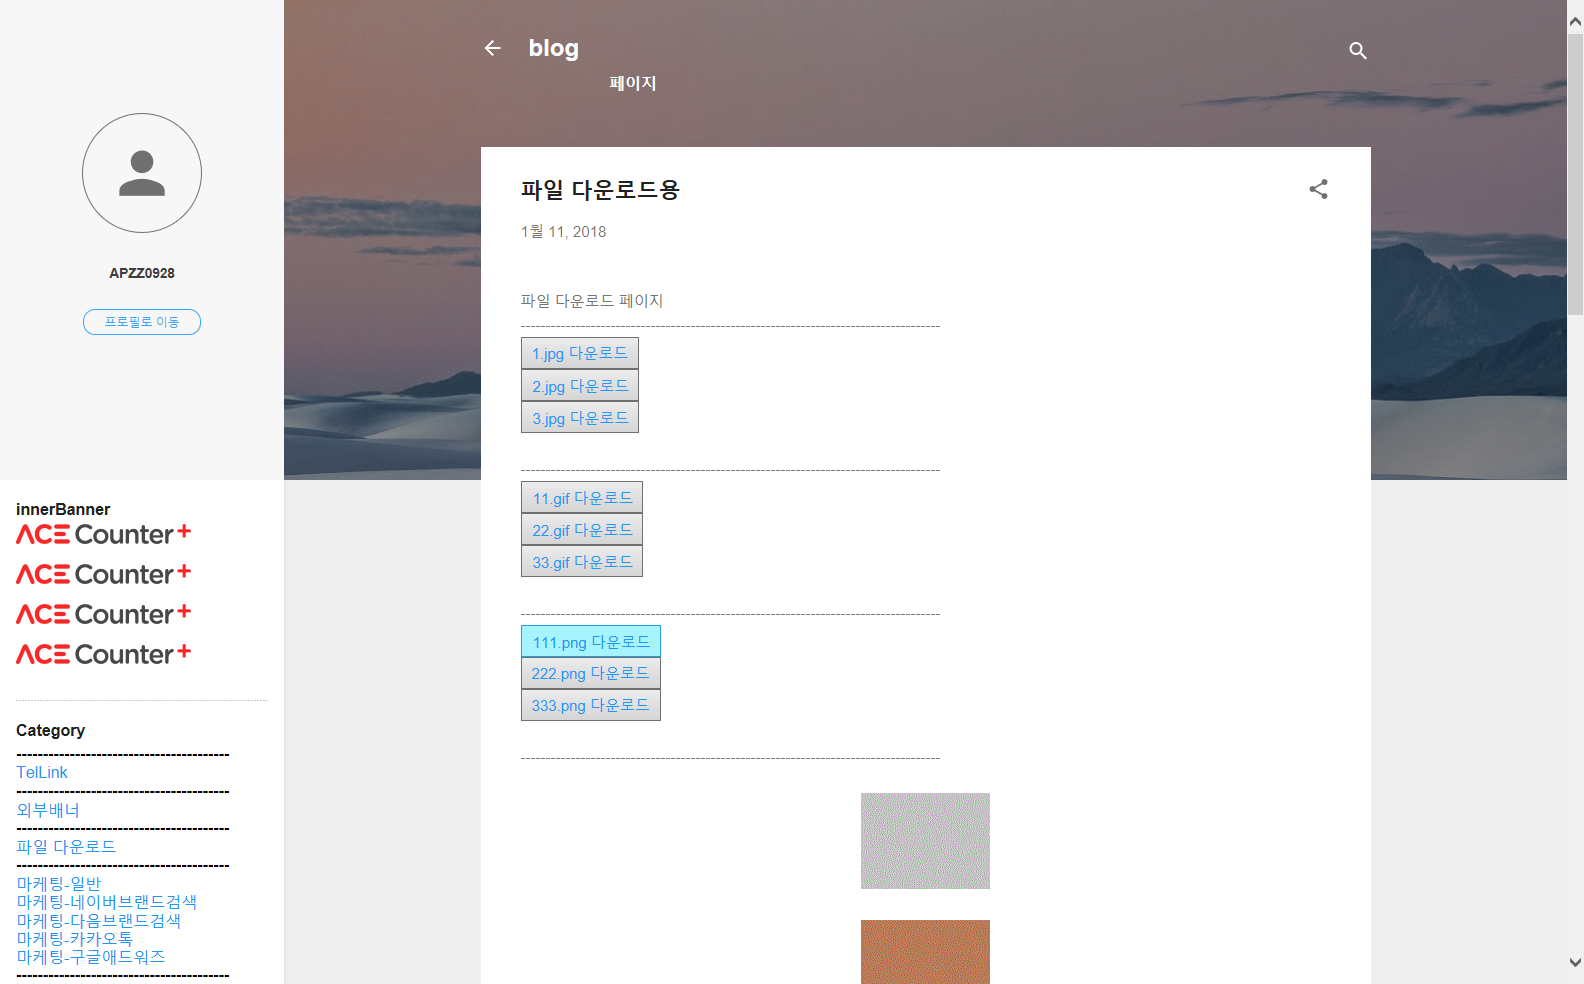 blog
페이지
APZZ0928
프로필로 이동
innerBanner
ACE Counter+
ACE Counter+
ACE Counter+
ACE Counter+
Category
----------------------------------------
TelLink
----------------------------------------
외부배너
----------------------------------------
파일 다운로드
----------------------------------------
마케팅-일반
마케팅-네이버브랜드검색
마케팅-다음브랜드검색
마케팅-카카오톡
마케팅-구글애드워즈
----------------------------------------
파일 다운로드용
1월 11, 2018
파일 다운로드 페이지
------------------------------------------------------------------------------------
1.jpg 다운로드
2.jpg 다운로드
3.jpg 다운로드
------------------------------------------------------------------------------------
11.gif 다운로드
22.gif 다운로드
33.gif 다운로드
------------------------------------------------------------------------------------
111.png 다운로드
222.png 다운로드
333.png 다운로드
------------------------------------------------------------------------------------